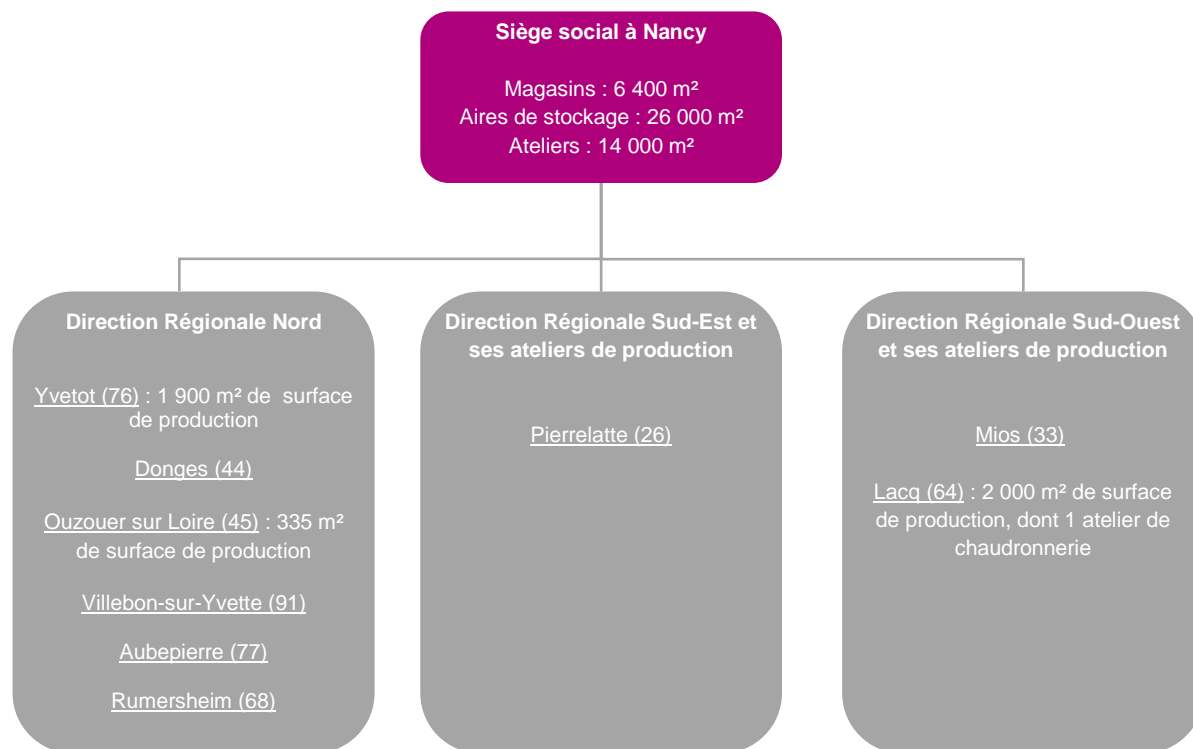 Siège social à Nancy
Magasins : 6 400 m²
Aires de stockage : 26 000 m²
Ateliers : 14 000 m²
Direction Régionale Nord
Yvetot (76) : 1 900 m² de surface
de production
Donges (44)
Ouzouer sur Loire (45) : 335 m²
de surface de production
Villebon-sur-Yvette (91)
Aubepierre (77)
Rumersheim (68)
Direction Régionale Sud-Est et
ses ateliers de production
Pierrelatte (26)
Direction Régionale Sud-Ouest
et ses ateliers de production
Mios (33)
Lacq (64) : 2 000 m² de surface
de production, dont 1 atelier de
chaudronnerie